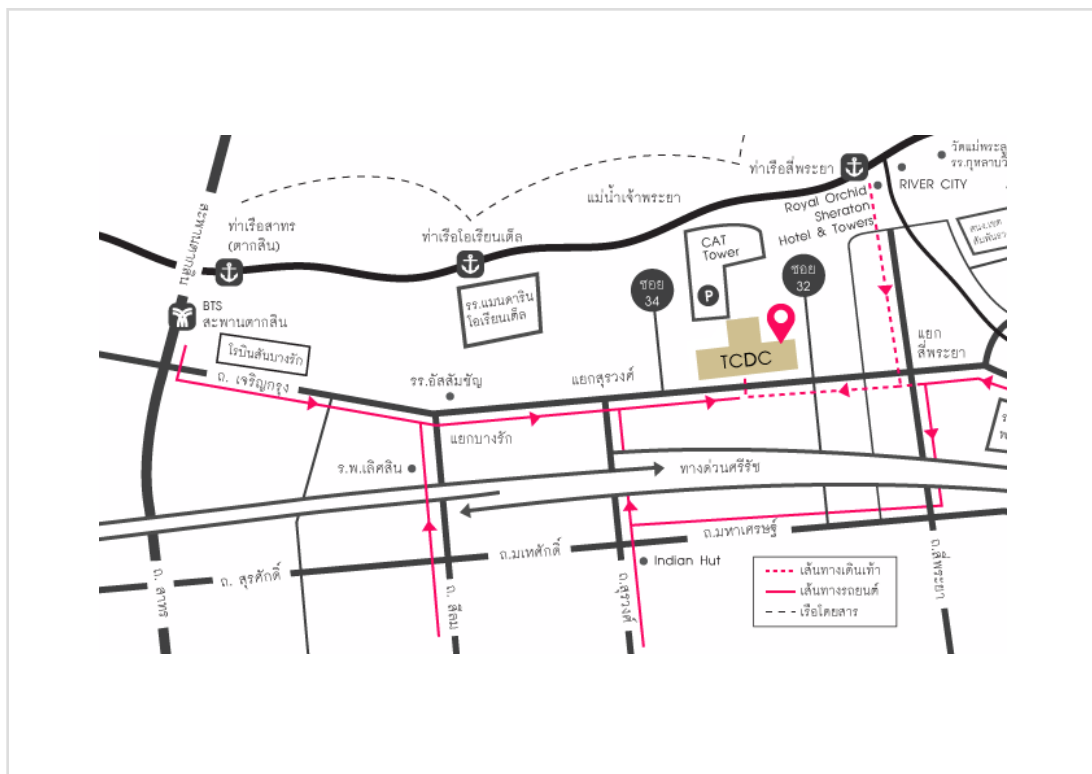 วัดแม่พระลู
รร.กุหลาบว
ท่าเรือสี่พระยา
RIVER CITY
สะพานตากสิน
แม่น้ำเจ้าพระยา
Royal Orchid
Sheraton
Hotel & Towers
ท่าเรือสาทร
(ตากสิน)
ท่าเรือโอเรียนเต็ล
CAT
Tower
ซอย
34
ซอย
32
P
รร.แมนดาริน
โอเรียนเต็ล
BTS
สะพานตากสิน
โรบินสันบางรัก
TCDC
แยก
สี่พระยา
ถ. เจริญกรุง
รร.อัสสัมชัญ
แยกสุรวงศ์
แยกบางรัก
ร.พ.เลิศสิน
ทางด่วนศรีรัช
ถ.มหาเศรษฐ์
ถ.มเหศักดิ์
Indian Hut
ถ. สุรศักดิ์
ถ. สาทร
ถ. สีลม
ถ.สุรวงศ์
ถ.สี่พระยา
เส้นทางเดินเท้า
เส้นทางรถยนต์
เรือโดยสาร